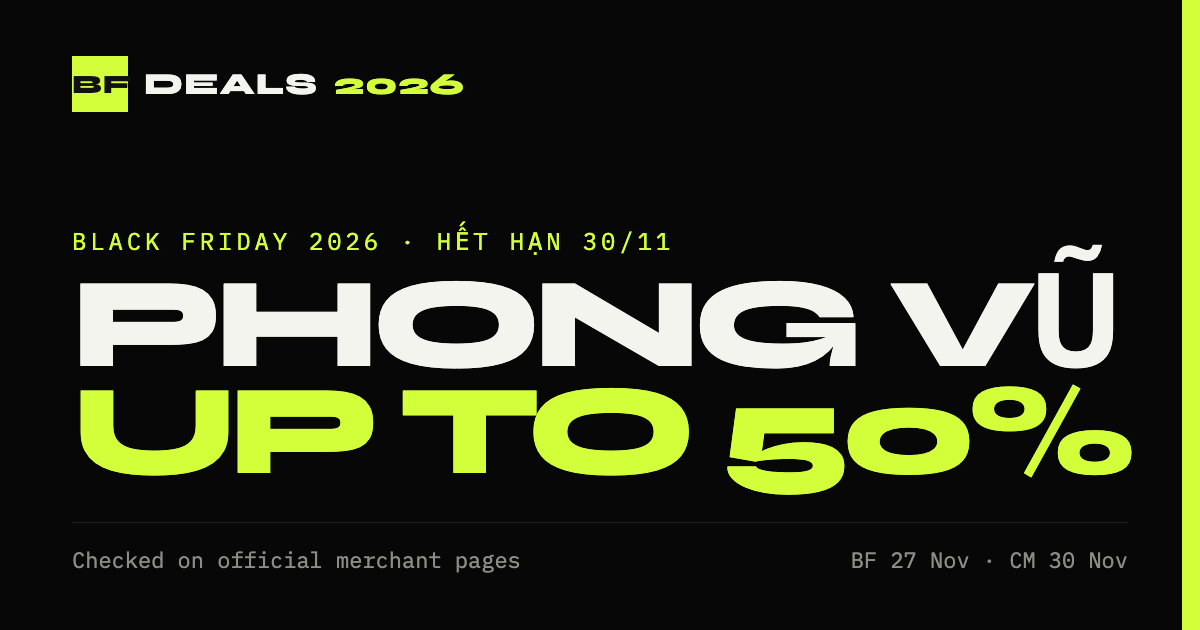 BF DEALS 2026
BLACK FRIDAY 2026 · HẾT HẠN 30/11
PHONG VŨ
UP TO 50%
Checked on official merchant pages
BF 27 Nov · CM 30 Nov